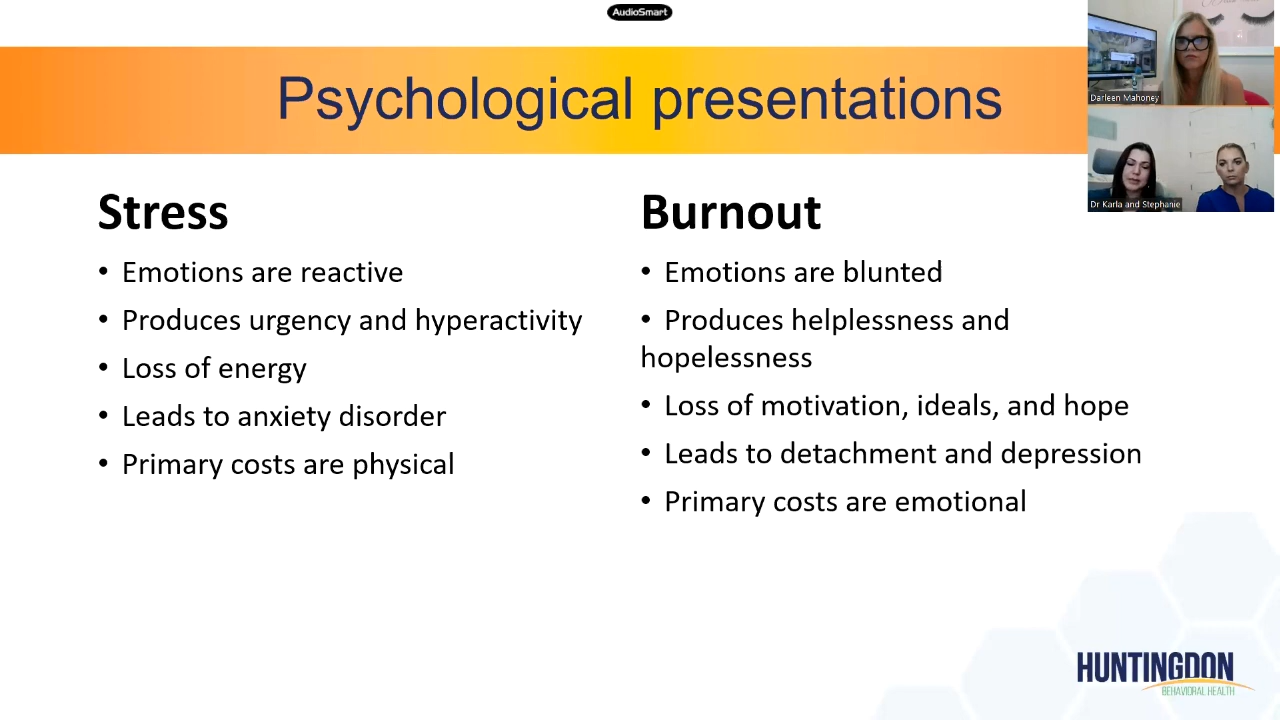 AudioSmart
Psychological presentations
Darleen Mahoney
Dr Karla and Stephanie
Stress
• Emotions are reactive
• Produces urgency and hyperactivity
• Loss of energy
• Leads to anxiety disorder
• Primary costs are physical
Burnout
• Emotions are blunted
• Produces helplessness and
hopelessness
• Loss of motivation, ideals, and hope
• Leads to detachment and depression
• Primary costs are emotional
HUNTINGDON
BEHAVIORAL HEALTH